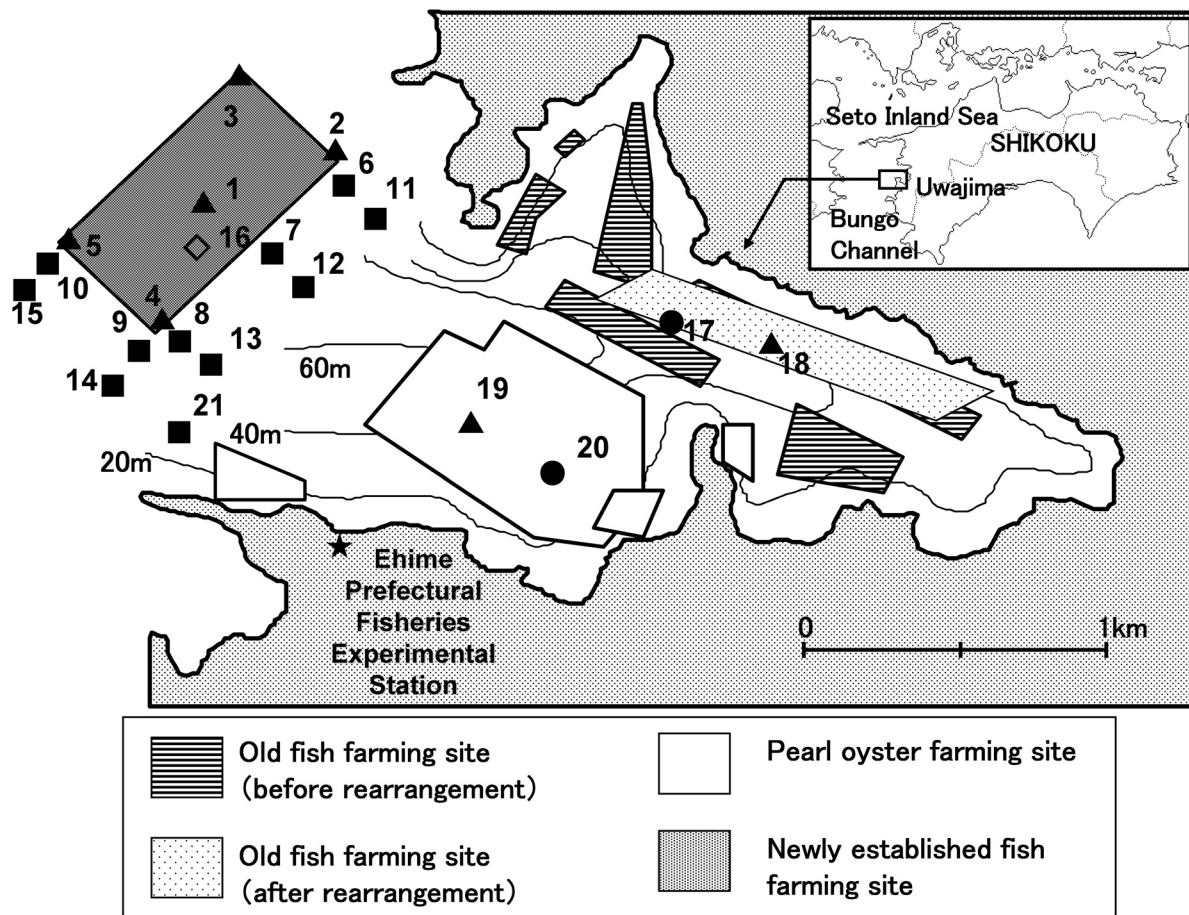 3
2
6
11
1
16
7
5
12
10
15
4
8
9
13
14
21
17
18
19
20
60m
40m
20m
Seto Inland Sea
SHIKOKU
Uwajima
Bungo
Channel
Ehime
Prefectural
Fisheries
Experimental
Station
0
1km
Old fish farming site
(before rearrangement)
Pearl oyster farming site
Old fish farming site
(after rearrangement)
Newly established fish
farming site